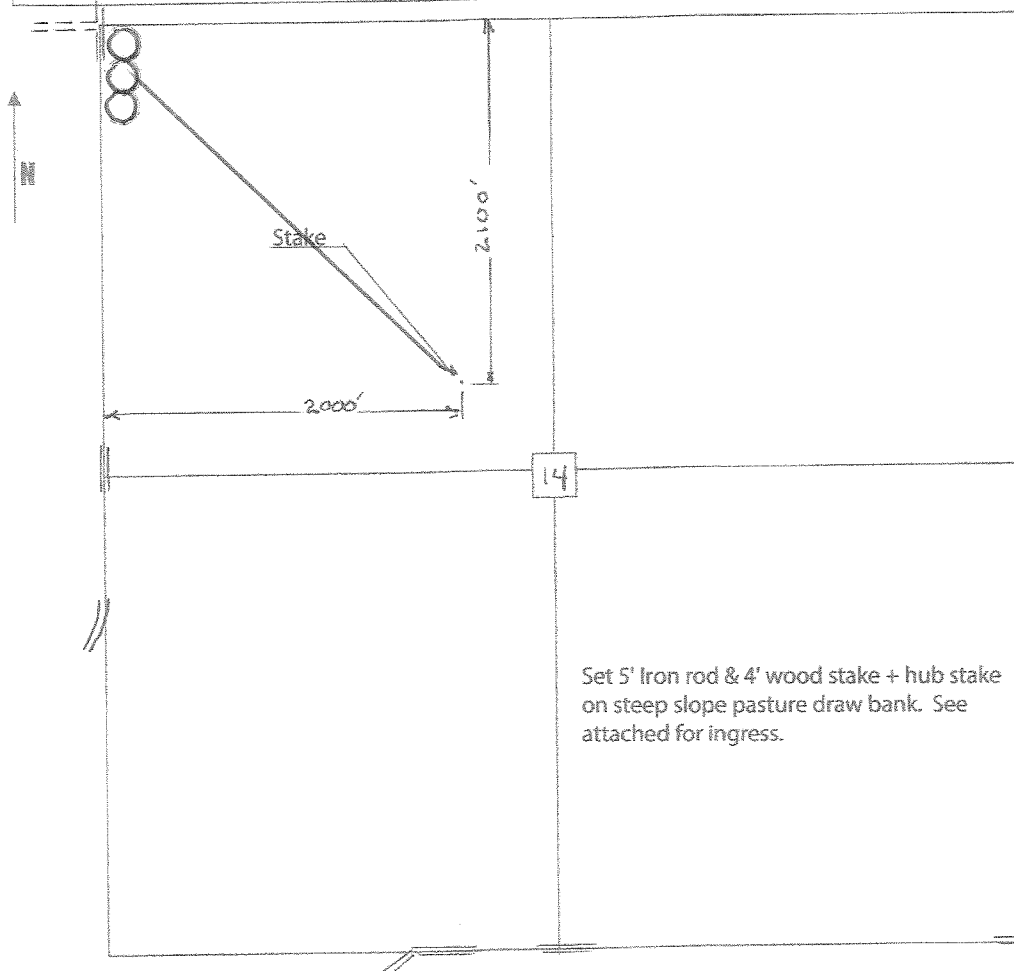 N
Stake
2100'
2000'
14
Set 5' Iron rod & 4' wood stake + hub stake
on steep slope pasture draw bank. See
attached for ingress.